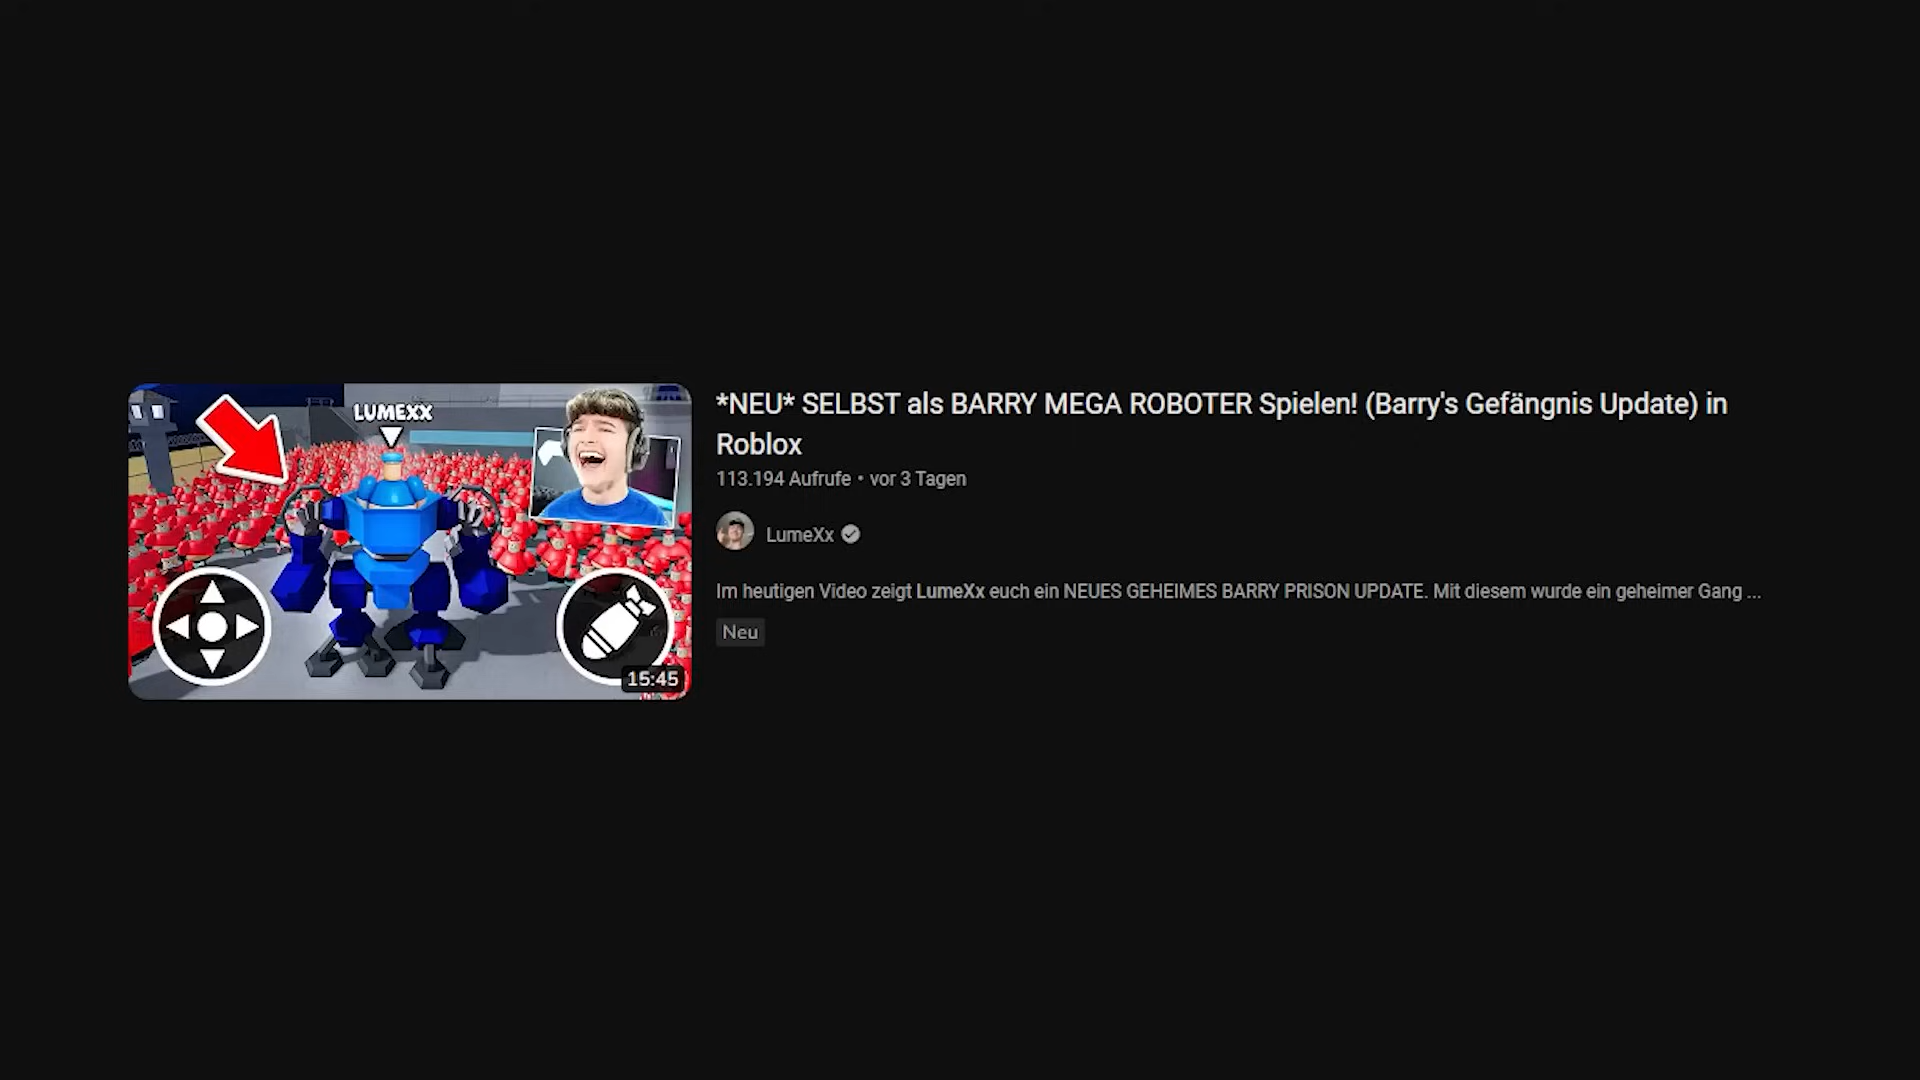 LUMEXX
15:45
*NEU* SELBST als BARRY MEGA ROBOTER Spielen! (Barry's Gefängnis Update) in
Roblox
113.194 Aufrufe • vor 3 Tagen
LumeXx
Im heutigen Video zeigt LumeXx euch ein NEUES GEHEIMES BARRY PRISON UPDATE. Mit diesem wurde ein geheimer Gang ...
Neu